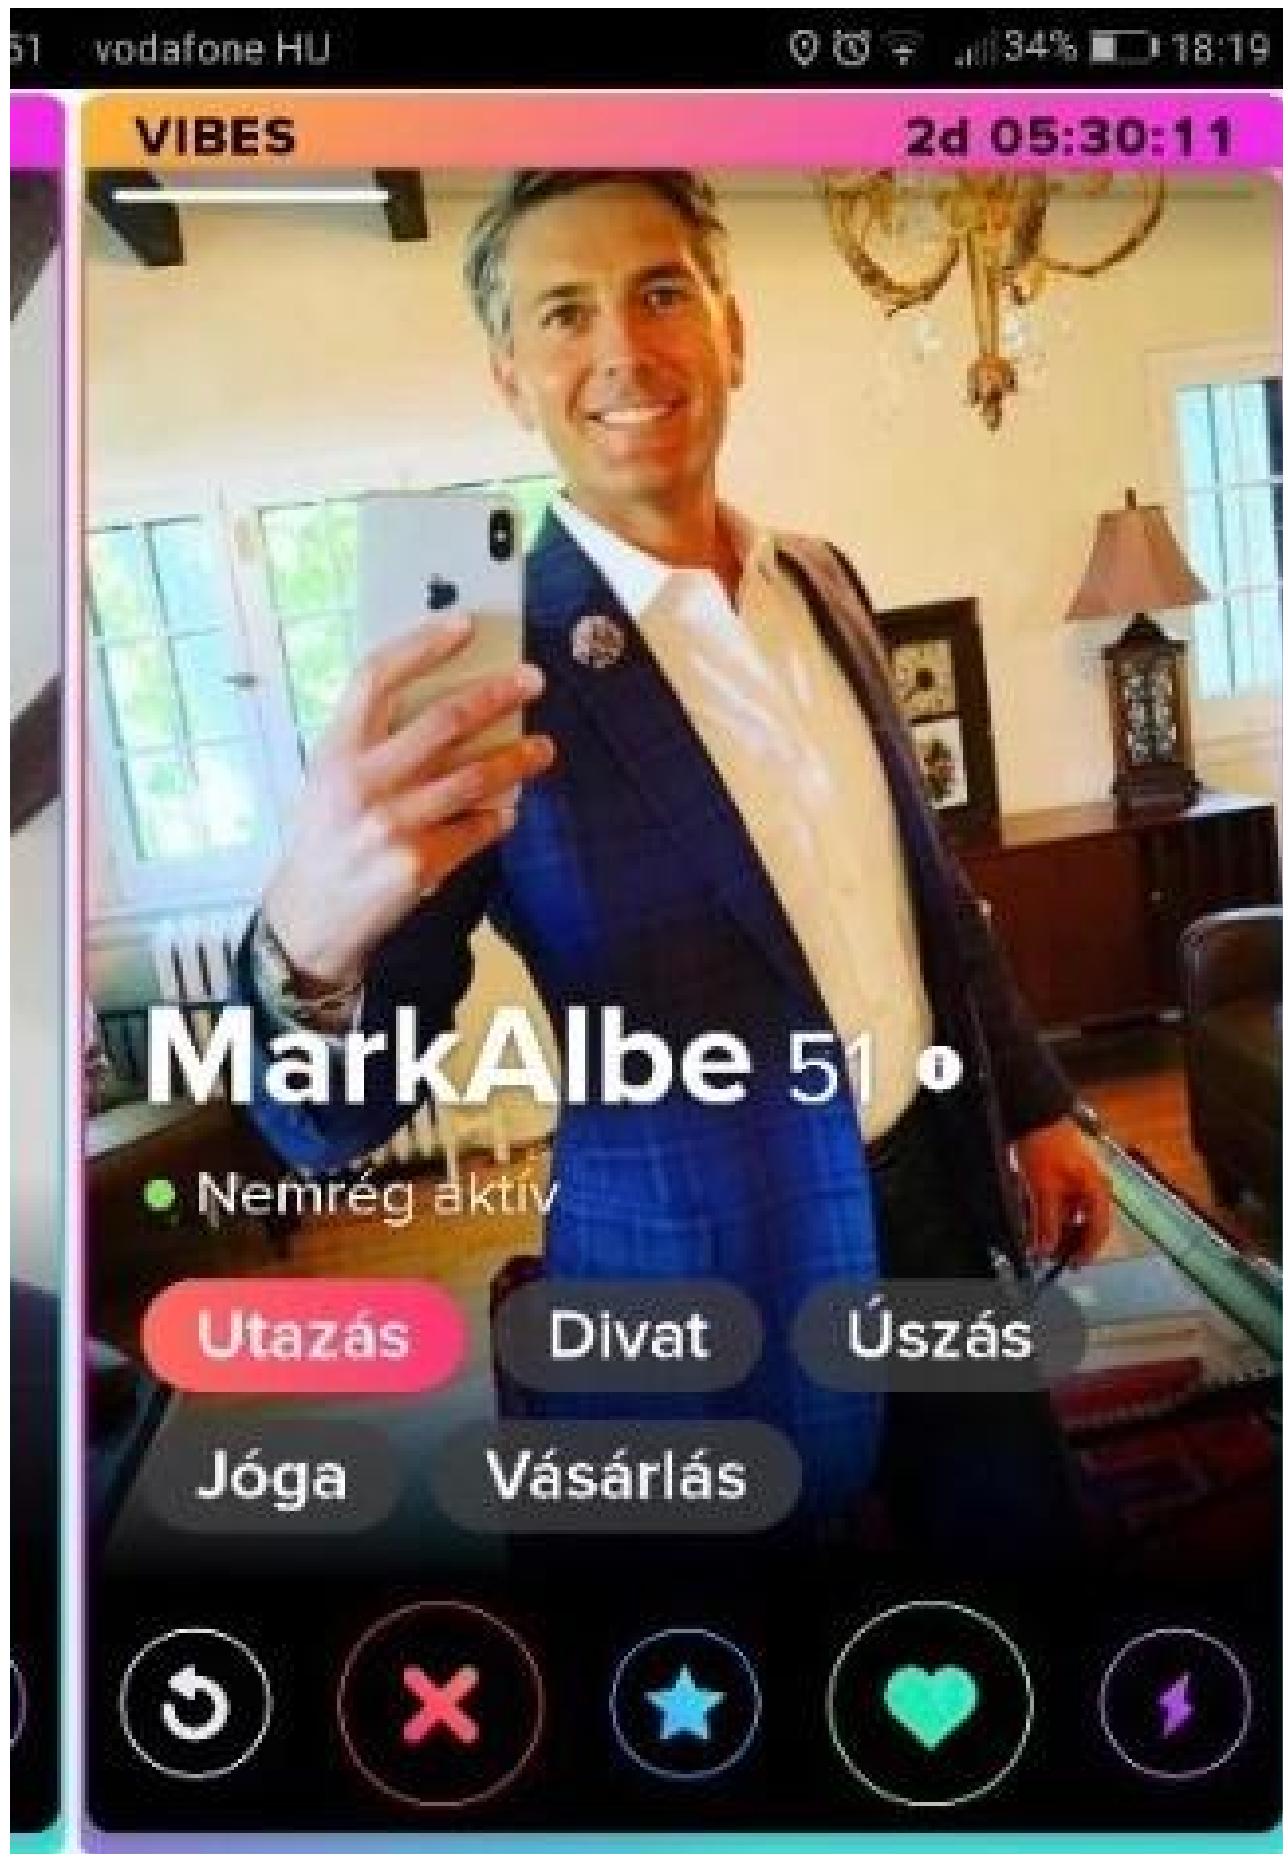 51 vodafone HU 34% 18:19
VIBES 2d 05:30:11
MarkAlbe 51
Nemrég aktív
Utazás Divat Úszás
Jóga Vásárlás